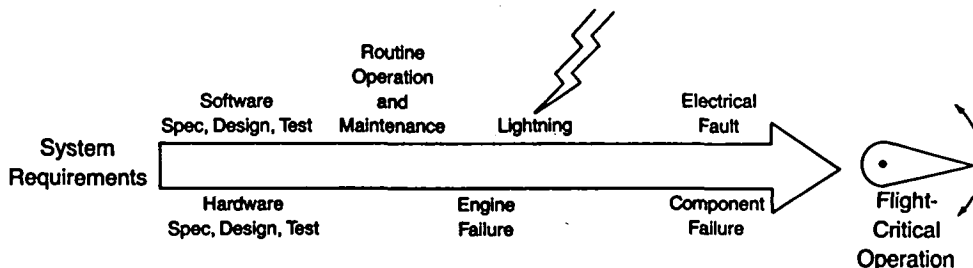 System
Requirements
Software
Spec, Design, Test
Routine
Operation
and
Maintenance
Lightning
Electrical
Fault
Hardware
Spec, Design, Test
Engine
Failure
Component
Failure
Flight-
Critical
Operation